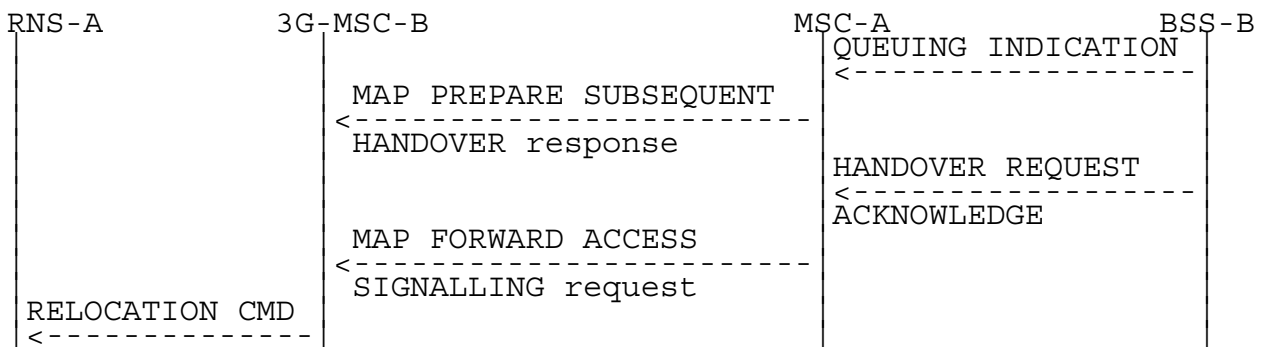 RNS-A 3G-MSC-B MSC-A BSS-B
QUEUING INDICATION
MAP PREPARE SUBSEQUENT
HANDOVER response
HANDOVER REQUEST
ACKNOWLEDGE
MAP FORWARD ACCESS
SIGNALLING request
RELOCATION CMD